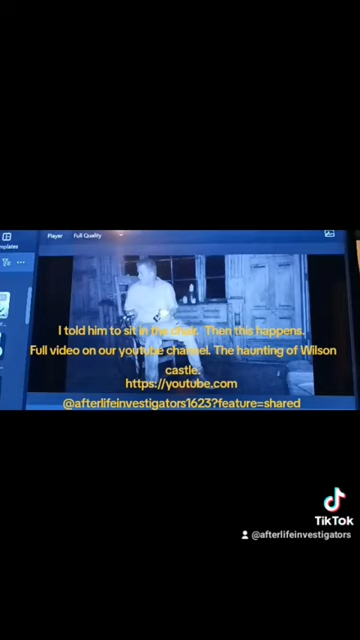 mplates
Player Full Quality
I told him to sit in the chair. Then this happens.
Full video on our youtube channel. The haunting of Wilson
castle.
https://youtube.com
@afterlifeinvestigators1623?feature=shared
TikTok
@afterlifeinvestigators